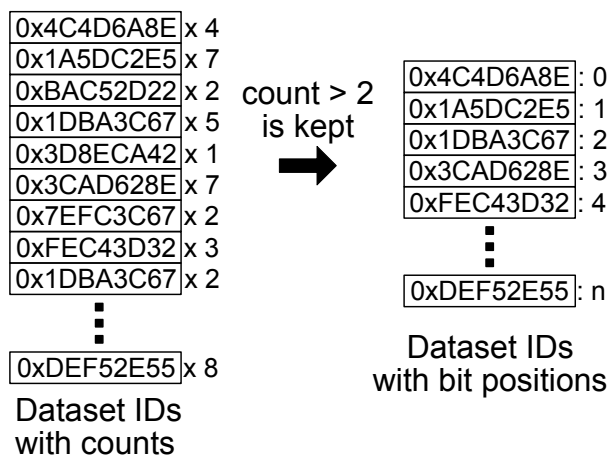 0x4C4D6A8E x 4
0x1A5DC2E5 x 7
0xBAC52D22 x 2
0x1DBA3C67 x 5
0x3D8ECA42 x 1
0x3CAD628E x 7
0x7EFC3C67 x 2
0xFEC43D32 x 3
0x1DBA3C67 x 2
0xDEF52E55 x 8
Dataset IDs
with counts
count > 2
is kept
0x4C4D6A8E : 0
0x1A5DC2E5 : 1
0x1DBA3C67 : 2
0x3CAD628E : 3
0xFEC43D32 : 4
0xDEF52E55 : n
Dataset IDs
with bit positions